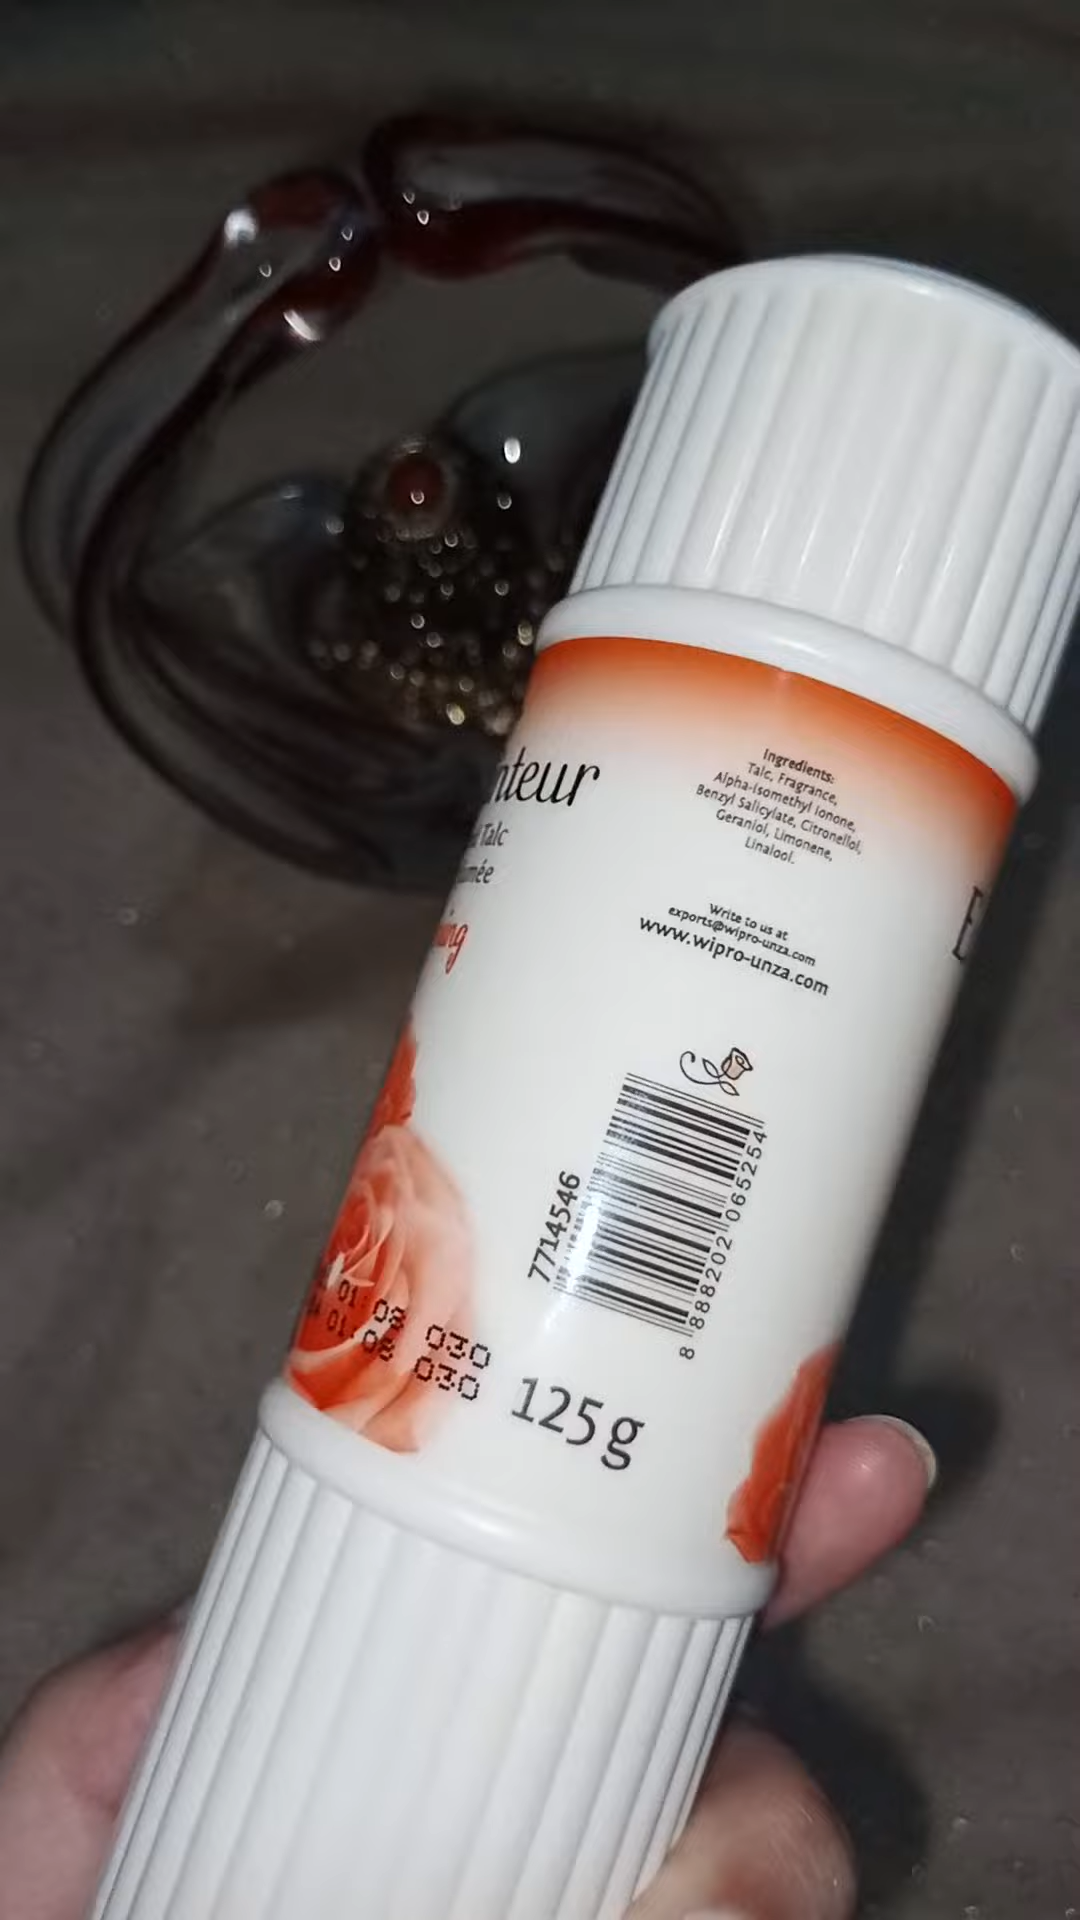 nteur
Talc
mée
Ingredients:
Talc, Fragrance,
Alpha-Isomethyl Ionone,
Benzyl Salicylate, Citronellol,
Geraniol, Limonene,
Linalool.
Write to us at
exports@wipro-unza.com
www.wipro-unza.com
E
7714546
8 888202 065254
01:08 030
01:08 030
125g